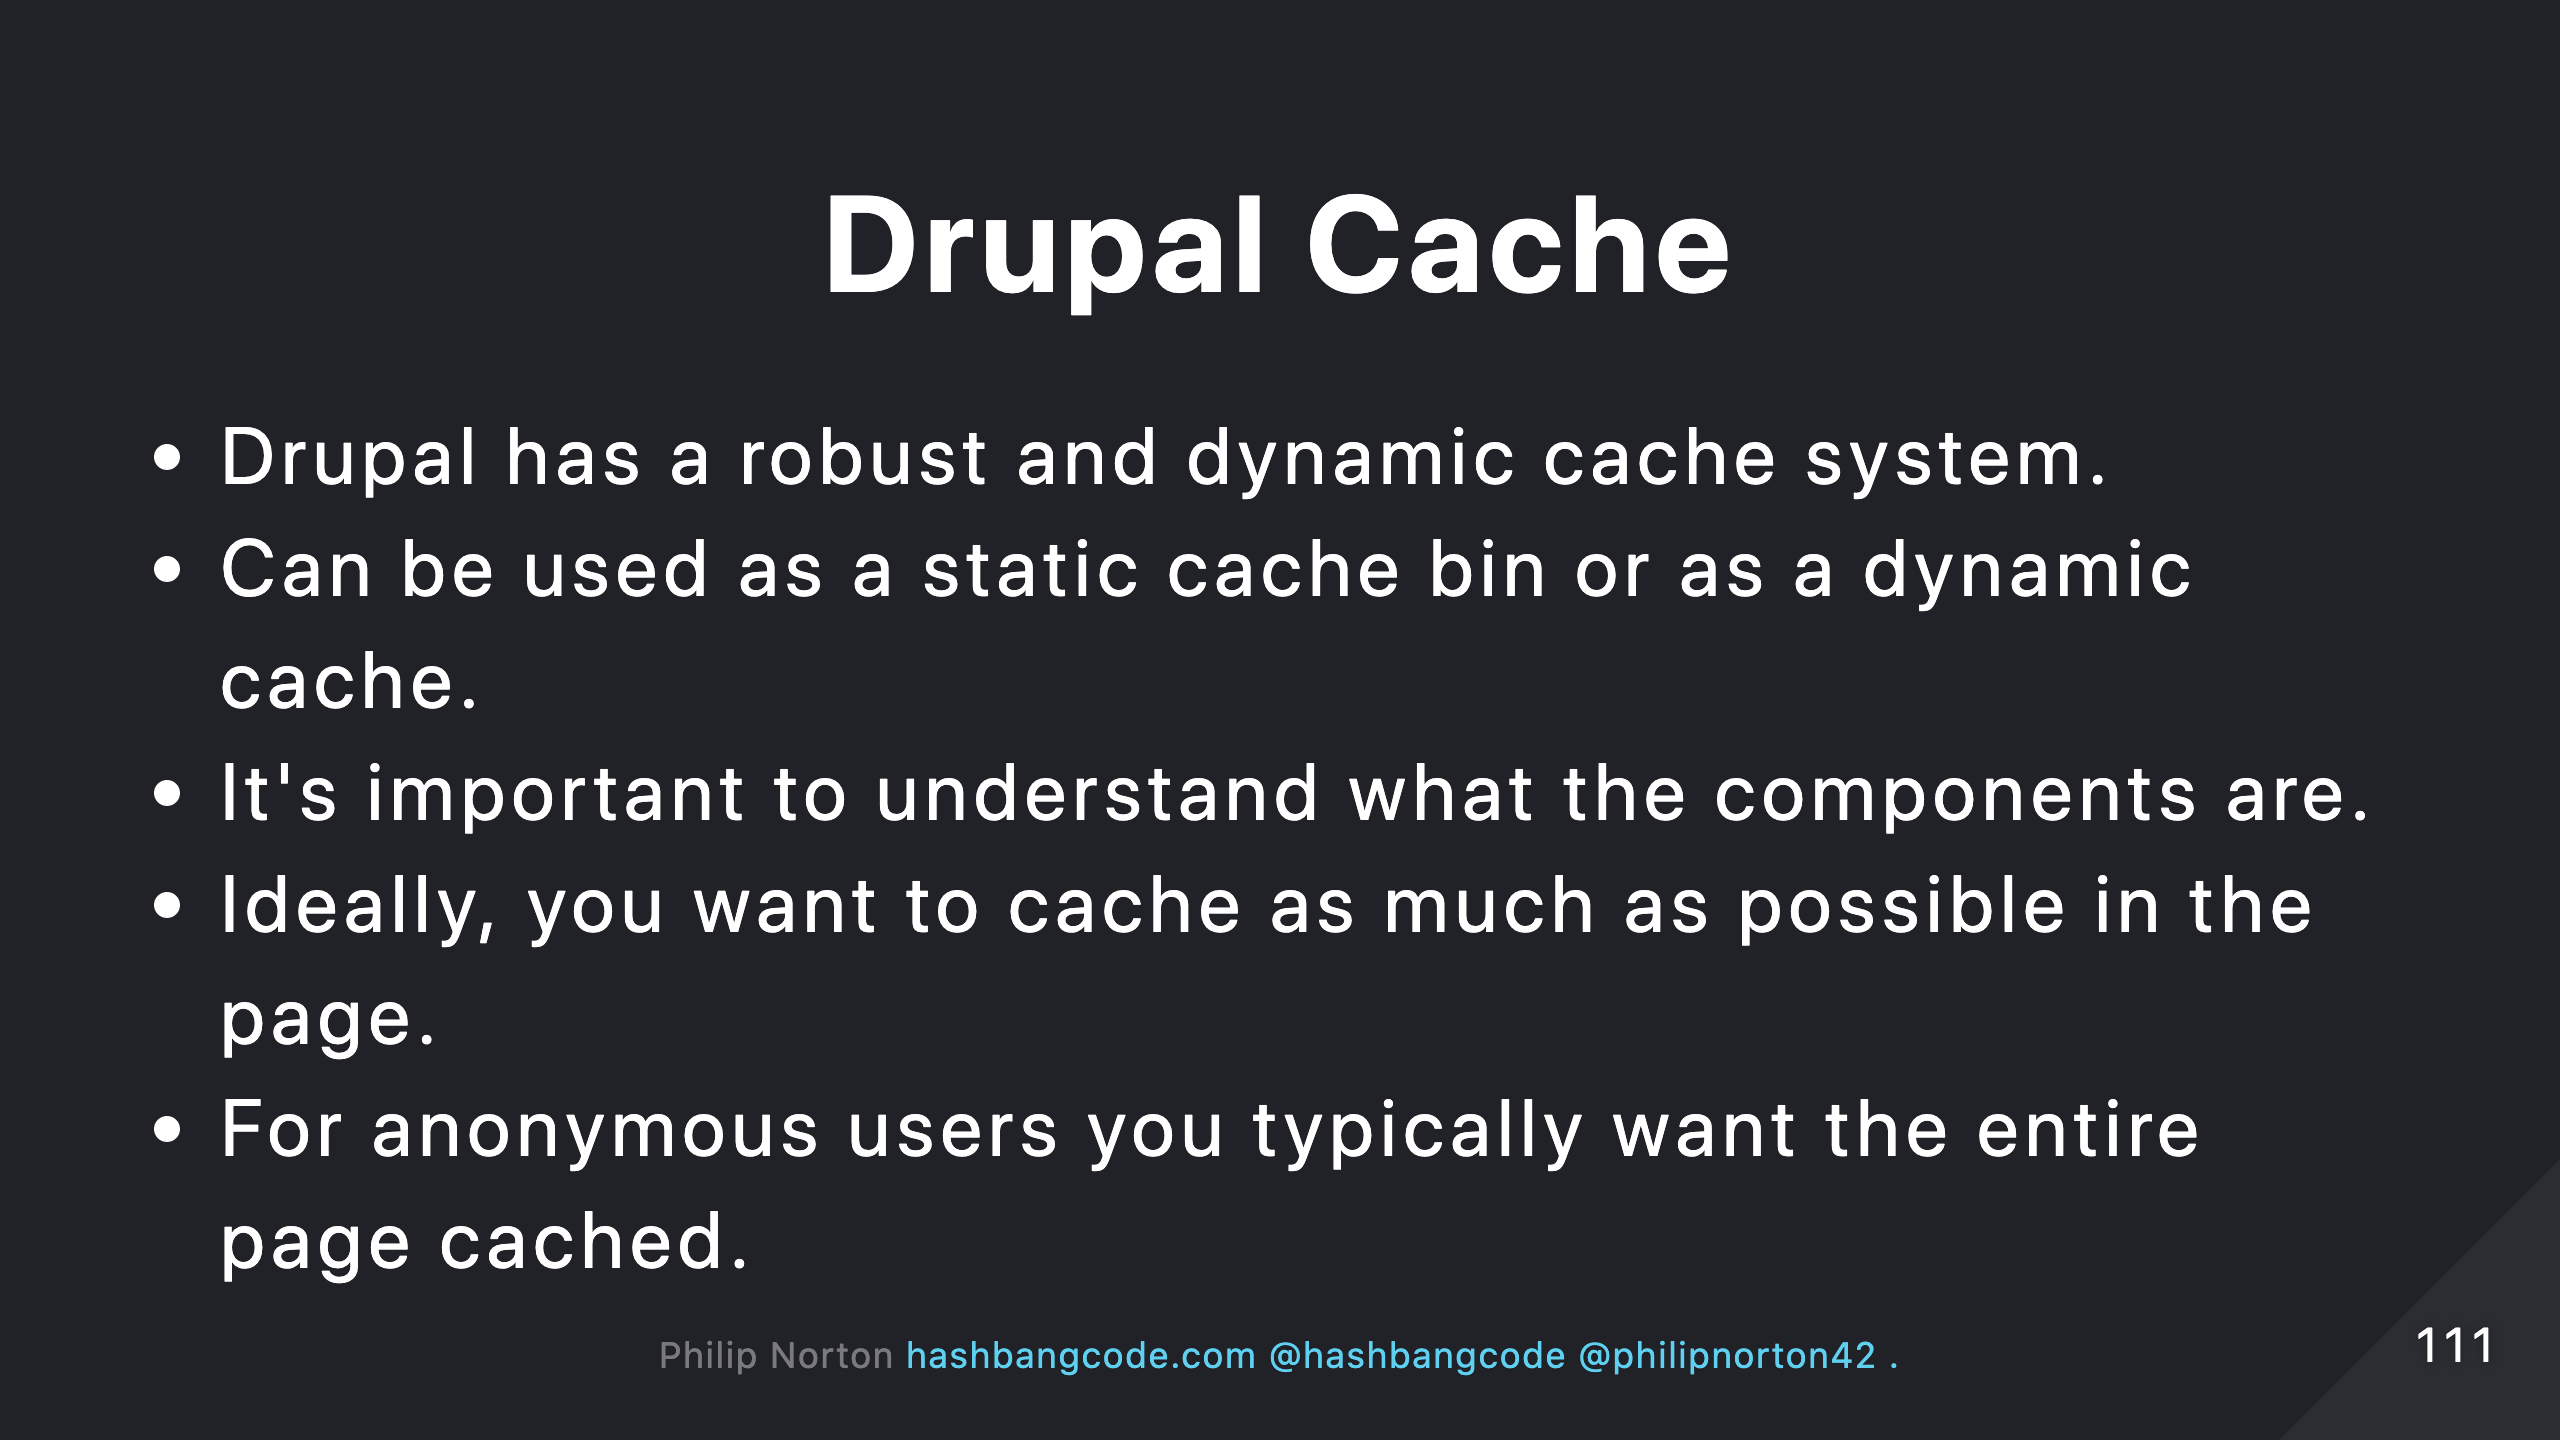 Drupal Cache
Drupal has a robust and dynamic cache system.
Can be used as a static cache bin or as a dynamic
cache.
It's important to understand what the components are.
Ideally, you want to cache as much as possible in the
page.
For anonymous users you typically want the entire
page cached.
Philip Norton hashbangcode.com @hashbangcode @philipnorton42 .
111